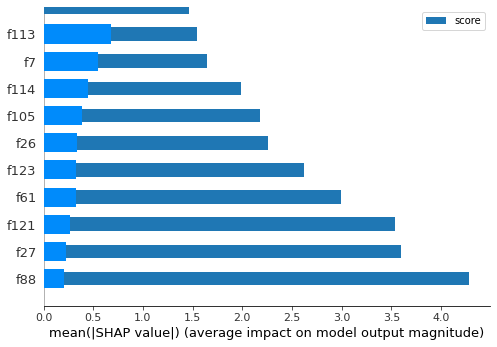 score
f113
f7
f114
f105
f26
f123
f61
f121
f27
f88
0.0 0.5 1.0 1.5 2.0 2.5 3.0 3.5 4.0
mean(|SHAP value|) (average impact on model output magnitude)